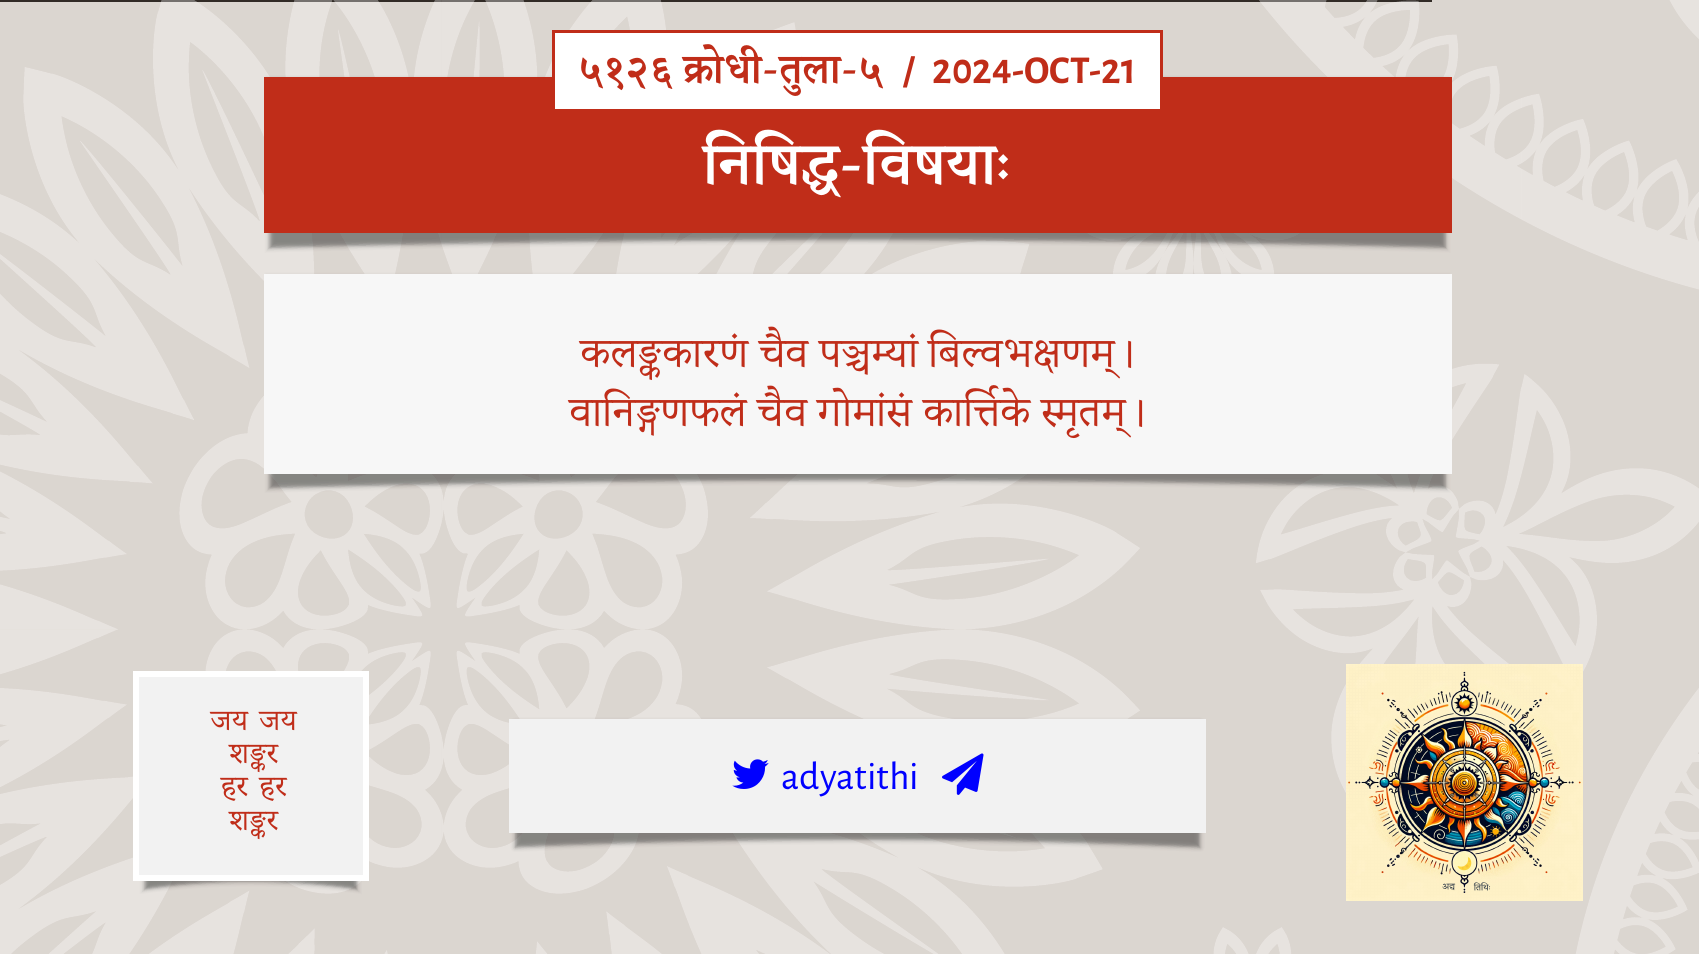 ५१२६ क्रोधी-तुला-५ / 2024-OCT-21
निषिद्ध-विषयाः
कलङ्ककारणं चैव पञ्चम्यां बिल्वभक्षणम्।
वानिङ्गणफलं चैव गोमांसं कार्त्तिके स्मृतम्।
जय जय
शङ्कर
हर हर
शङ्कर
adyatithi
अद्य तिथिः